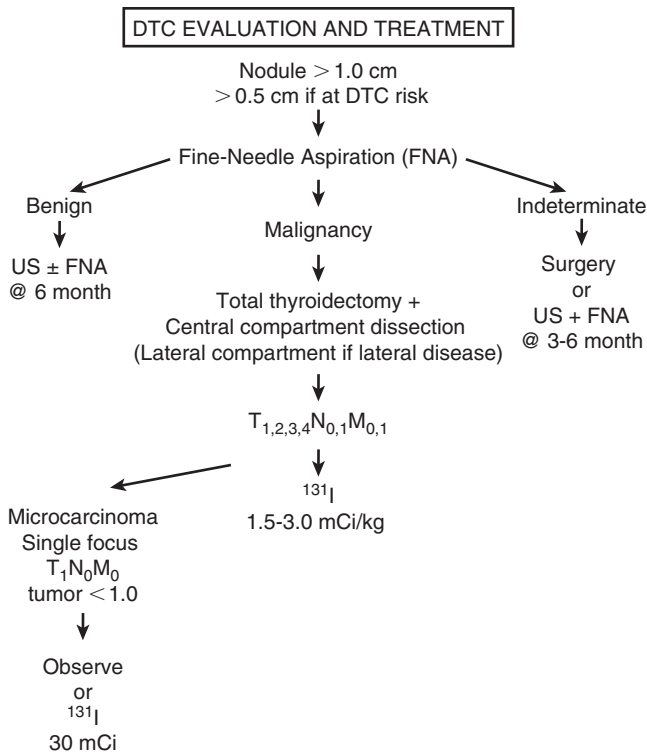 DTC EVALUATION AND TREATMENT
Nodule > 1.0 cm
> 0.5 cm if at DTC risk
Fine-Needle Aspiration (FNA)
Benign
US ± FNA
@ 6 month
Malignancy
Total thyroidectomy +
Central compartment dissection
(Lateral compartment if lateral disease)
Indeterminate
Surgery
or
US + FNA
@ 3-6 month
T1,2,3,4N0,1M0,1
131I
1.5-3.0 mCi/kg
Microcarcinoma
Single focus
T1N0M0
tumor < 1.0
Observe
or
131I
30 mCi